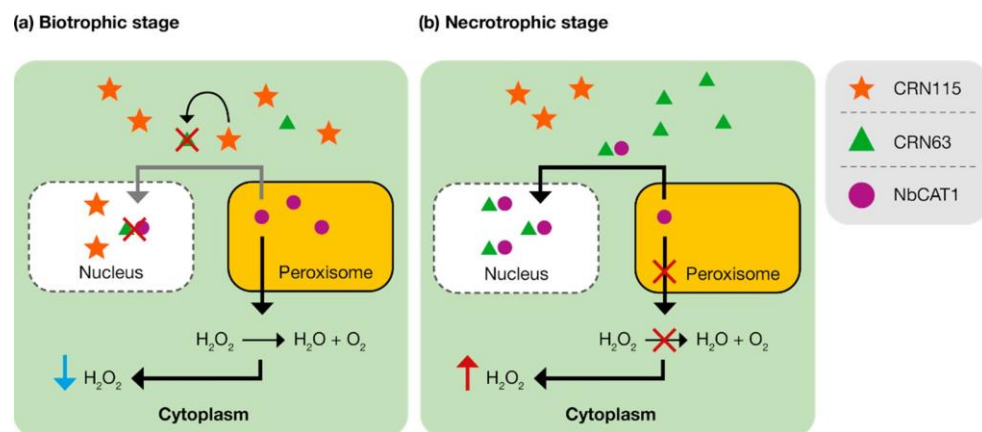 (a) Biotrophic stage
(b) Necrotrophic stage
CRN115
CRN63
NbCAT1
Nucleus
Peroxisome
H₂O₂ → H₂O + O₂
H₂O₂
Cytoplasm
Nucleus
Peroxisome
H₂O₂ → H₂O + O₂
H₂O₂
Cytoplasm